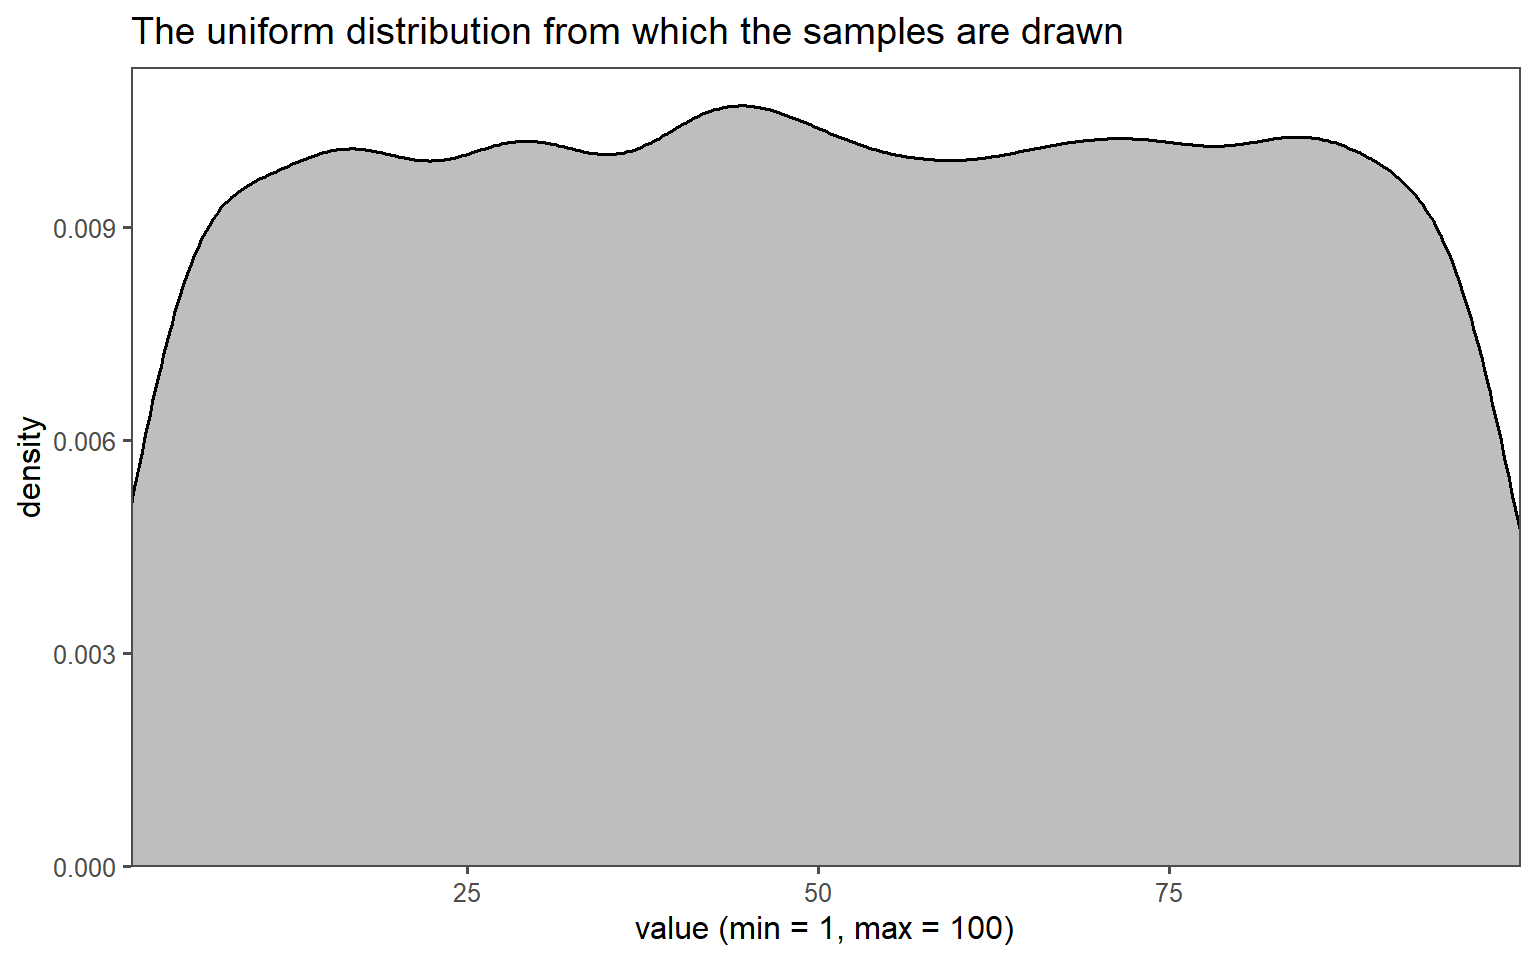 The uniform distribution from which the samples are drawn
density
0.009
0.006
0.003
0.000
25 50 75
value (min = 1, max = 100)